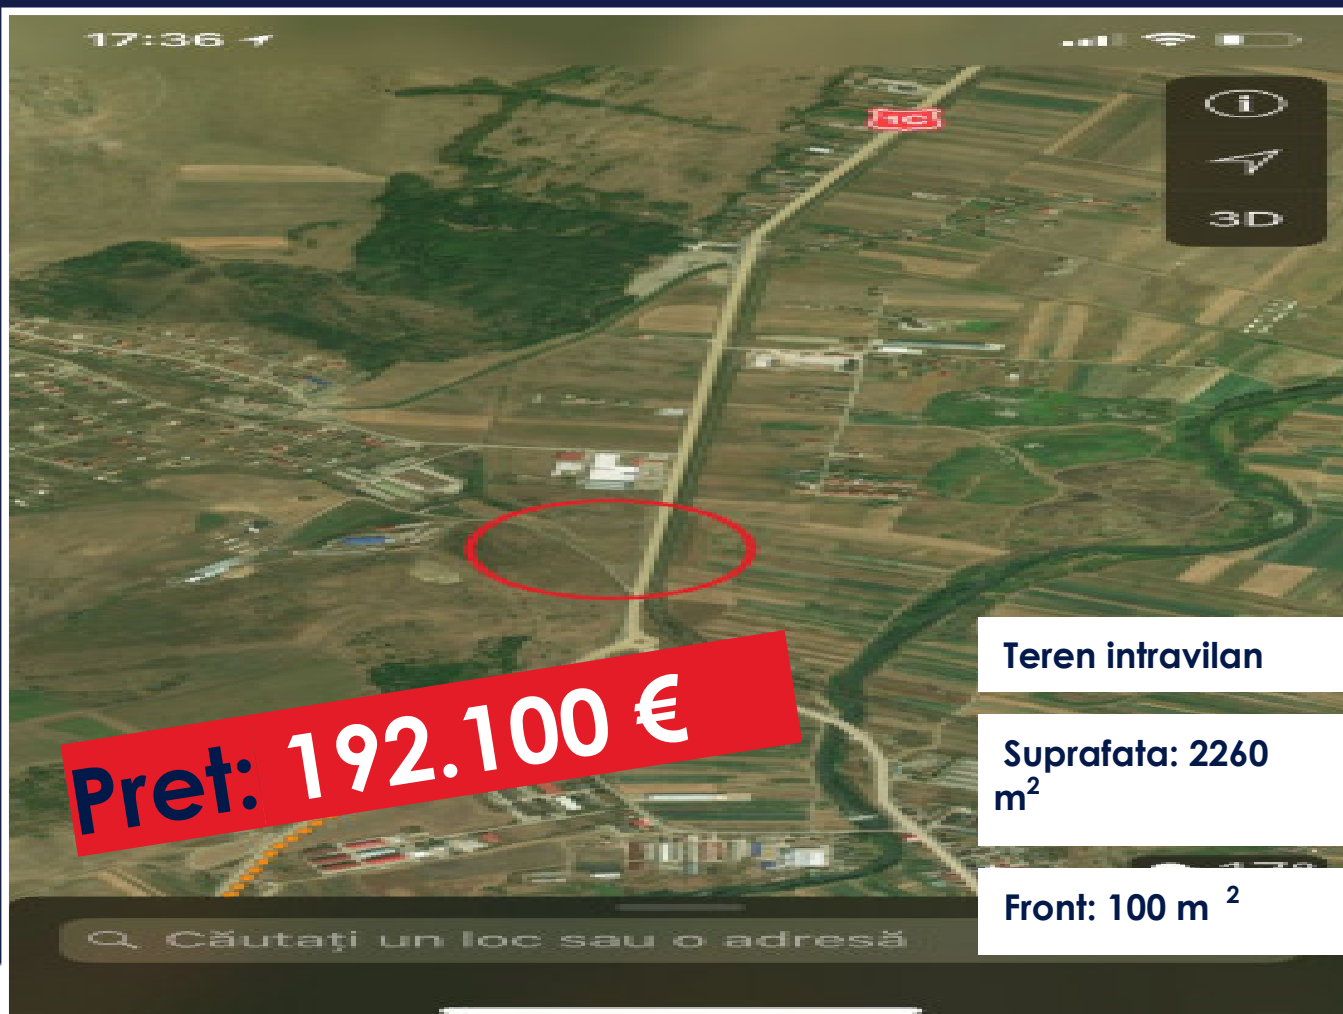 17:36
1C
3D
Teren intravilan
Pret: 192.100 €
Suprafata: 2260
m²
Front: 100 m ²
Căutați un loc sau o adresă